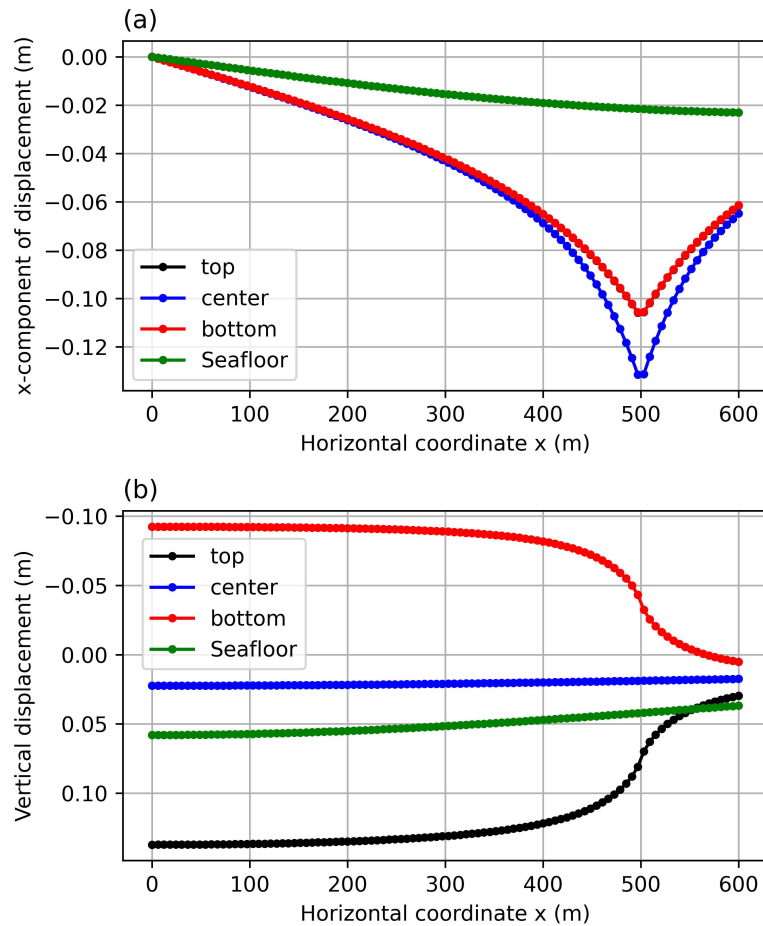 (a)
x-component of displacement (m)
0.00
−0.02
−0.04
−0.06
−0.08
−0.10
−0.12
top
center
bottom
Seafloor
0 100 200 300 400 500 600
Horizontal coordinate x (m)
(b)
Vertical displacement (m)
−0.10
−0.05
0.00
0.05
0.10
top
center
bottom
Seafloor
0 100 200 300 400 500 600
Horizontal coordinate x (m)